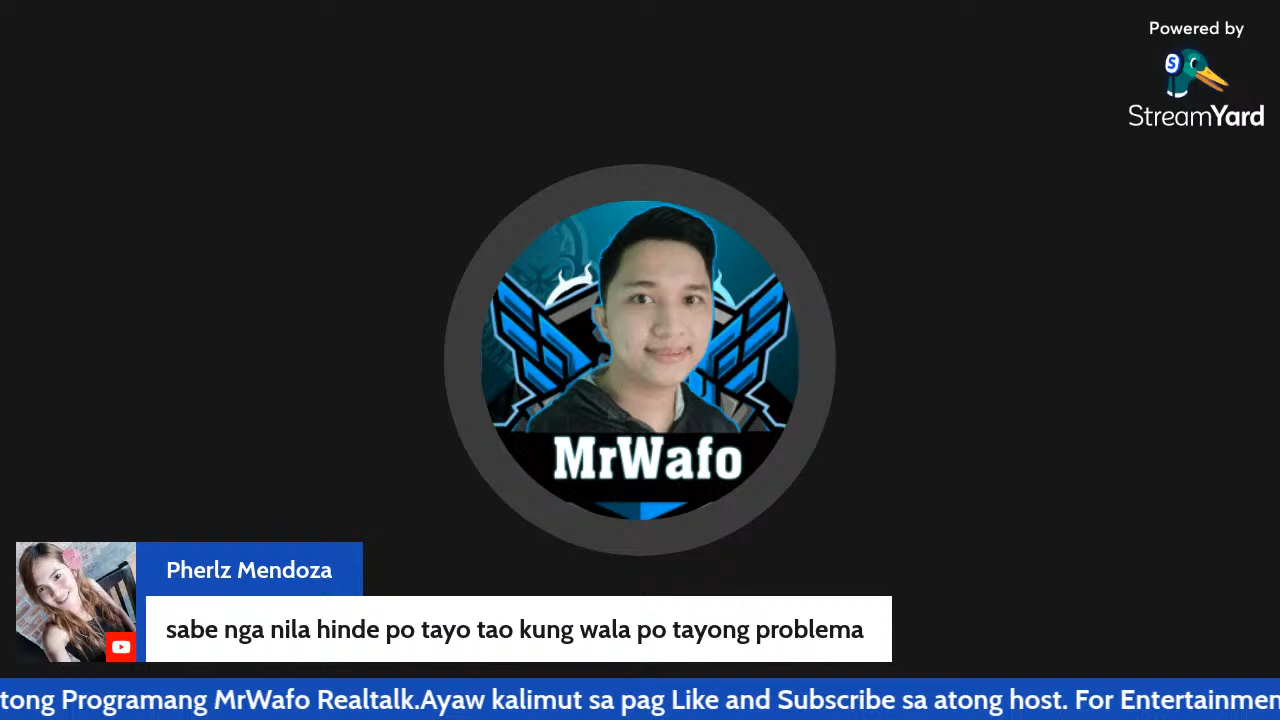 Powered by
S
StreamYard
MrWafo
Pherlz Mendoza
sabe nga nila hinde po tayo tao kung wala po tayong problema
tong Programang MrWafo Realtalk.Ayaw kalimut sa pag Like and Subscribe sa atong host. For Entertainmen